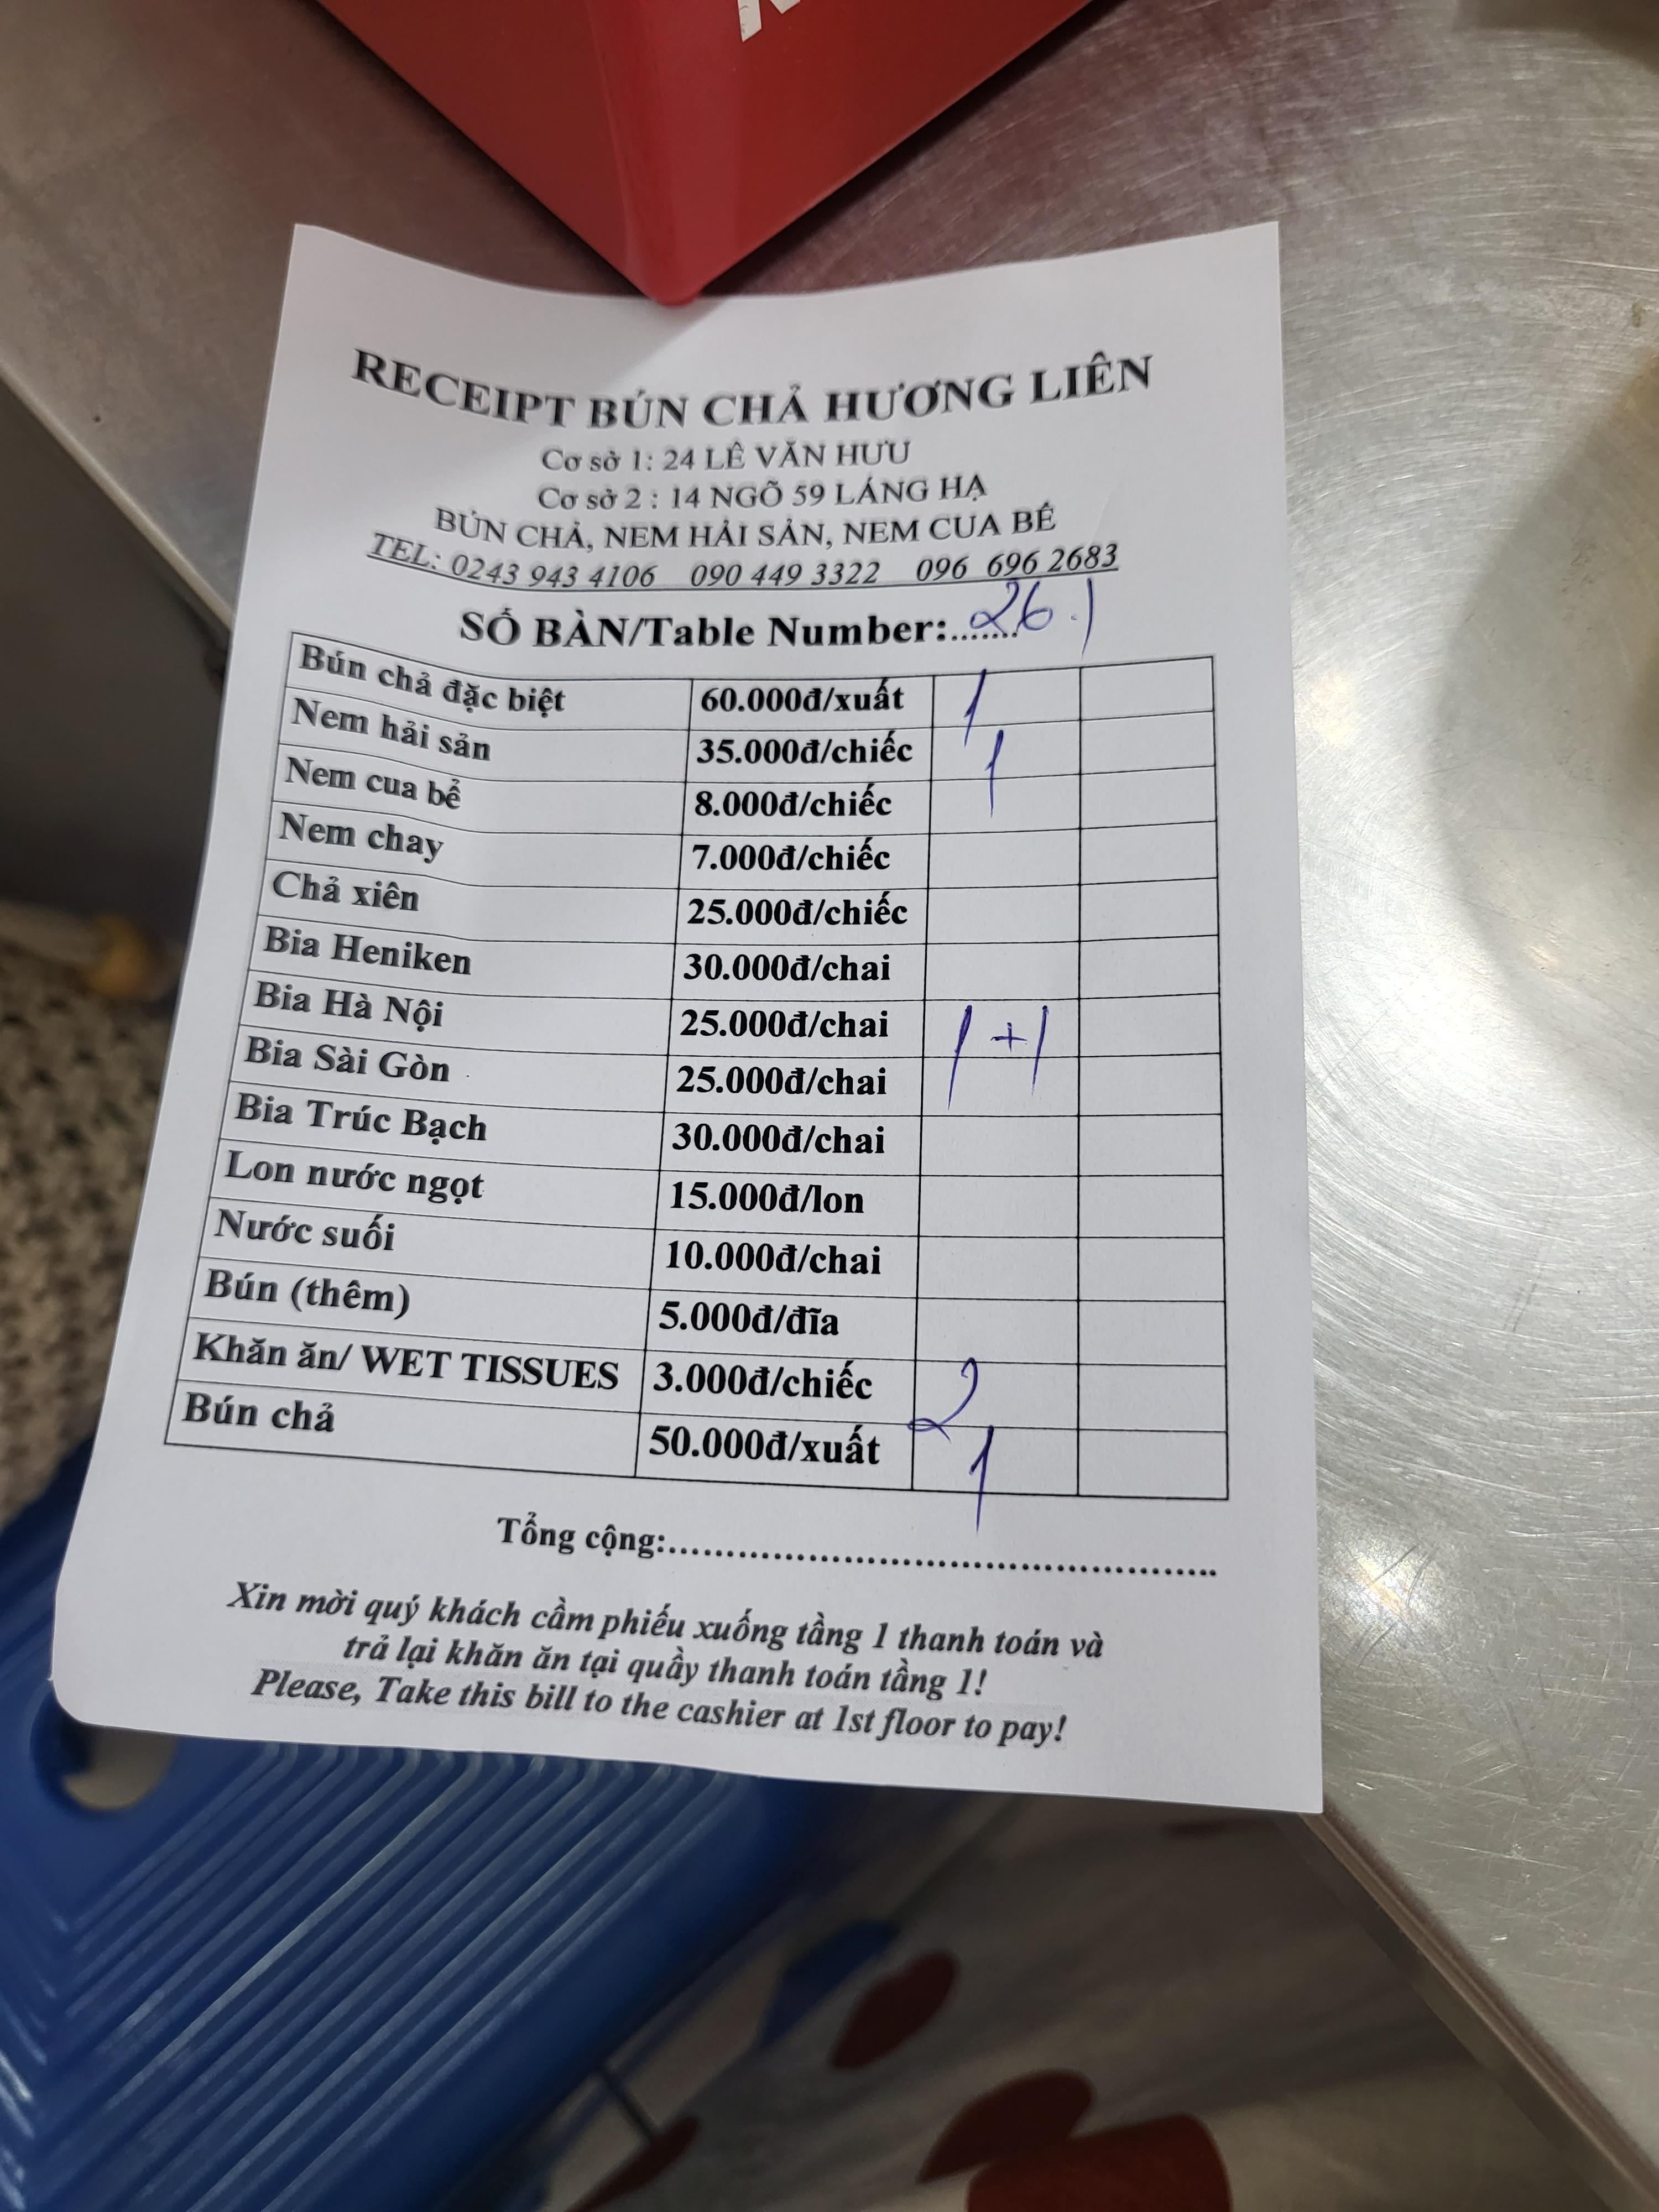 RECEIPT BÚN CHẢ HƯƠNG LIÊN
Cơ sở 1: 24 LÊ VĂN HƯU
Cơ sở 2 : 14 NGÕ 59 LÁNG HẠ
BÚN CHẢ, NEM HẢI SẢN, NEM CUA BỂ
TEL: 0243 943 4106 090 449 3322 096 696 2683
SỐ BÀN/Table Number:....... 26.1
Bún chả đặc biệt 60.000đ/xuất 1
Nem hải sản 35.000đ/chiếc 1
Nem cua bể 8.000đ/chiếc
Nem chay 7.000đ/chiếc
Chả xiên 25.000đ/chiếc
Bia Heniken 30.000đ/chai
Bia Hà Nội 25.000đ/chai 1+1
Bia Sài Gòn 25.000đ/chai
Bia Trúc Bạch 30.000đ/chai
Lon nước ngọt 15.000đ/lon
Nước suối 10.000đ/chai
Bún (thêm) 5.000đ/đĩa
Khăn ăn/ WET TISSUES 3.000đ/chiếc 2
Bún chả 50.000đ/xuất 1
Tổng cộng:.................................................
Xin mời quý khách cầm phiếu xuống tầng 1 thanh toán và
trả lại khăn ăn tại quầy thanh toán tầng 1!
Please, Take this bill to the cashier at 1st floor to pay!